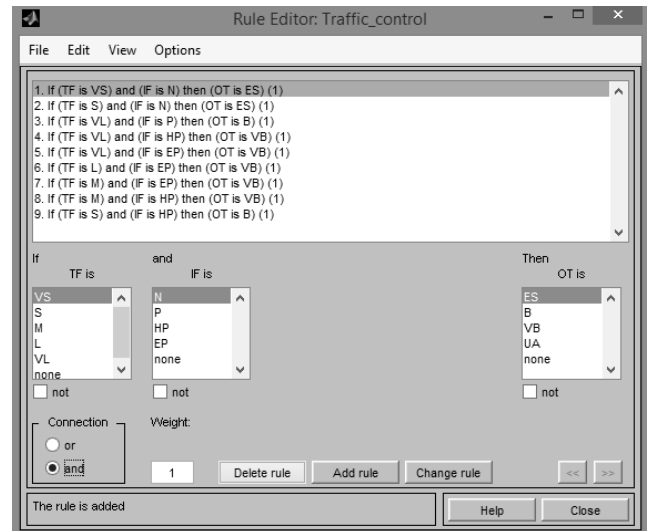 Rule Editor: Traffic_control
File Edit View Options
1. If (TF is VS) and (IF is N) then (OT is ES) (1)
2. If (TF is S) and (IF is N) then (OT is ES) (1)
3. If (TF is VL) and (IF is P) then (OT is B) (1)
4. If (TF is VL) and (IF is HP) then (OT is VB) (1)
5. If (TF is VL) and (IF is EP) then (OT is VB) (1)
6. If (TF is L) and (IF is EP) then (OT is VB) (1)
7. If (TF is M) and (IF is EP) then (OT is VB) (1)
8. If (TF is M) and (IF is HP) then (OT is VB) (1)
9. If (TF is S) and (IF is HP) then (OT is B) (1)
If and Then
TF is IF is OT is
VS N ES
S P B
M HP VB
L EP UA
VL none none
none
not not not
Connection Weight:
or
and 1 Delete rule Add rule Change rule << >>
The rule is added Help Close